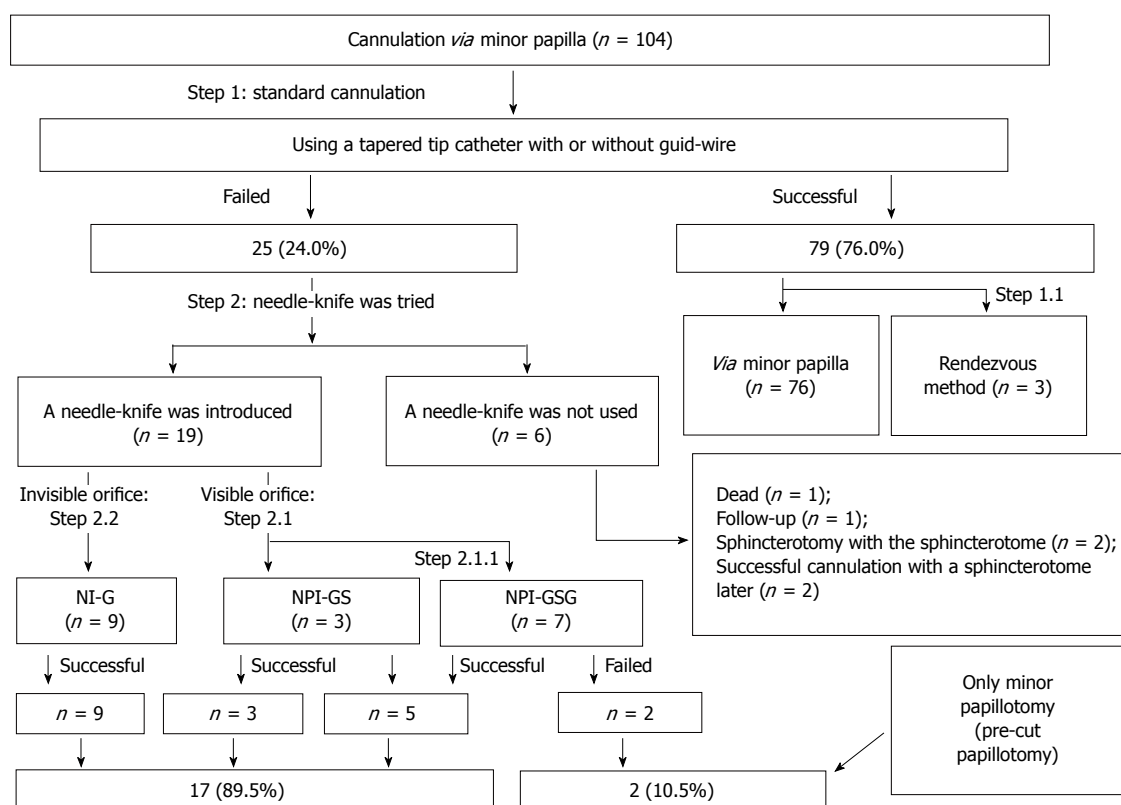 Cannulation via minor papilla (n = 104)
Step 1: standard cannulation
Using a tapered tip catheter with or without guid-wire
Failed
Successful
25 (24.0%)
79 (76.0%)
Step 2: needle-knife was tried
Step 1.1
Via minor papilla
(n = 76)
Rendezvous
method (n = 3)
A needle-knife was introduced
(n = 19)
A needle-knife was not used
(n = 6)
Invisible orifice:
Step 2.2
Visible orifice:
Step 2.1
Dead (n = 1);
Follow-up (n = 1);
Sphincterotomy with the sphincterotome (n = 2);
Successful cannulation with a sphincterotome
later (n = 2)
Step 2.1.1
NI-G
(n = 9)
NPI-GS
(n = 3)
NPI-GSG
(n = 7)
Successful
Successful
Successful
Failed
n = 9
n = 3
n = 5
n = 2
Only minor
papillotomy
(pre-cut
papillotomy)
17 (89.5%)
2 (10.5%)